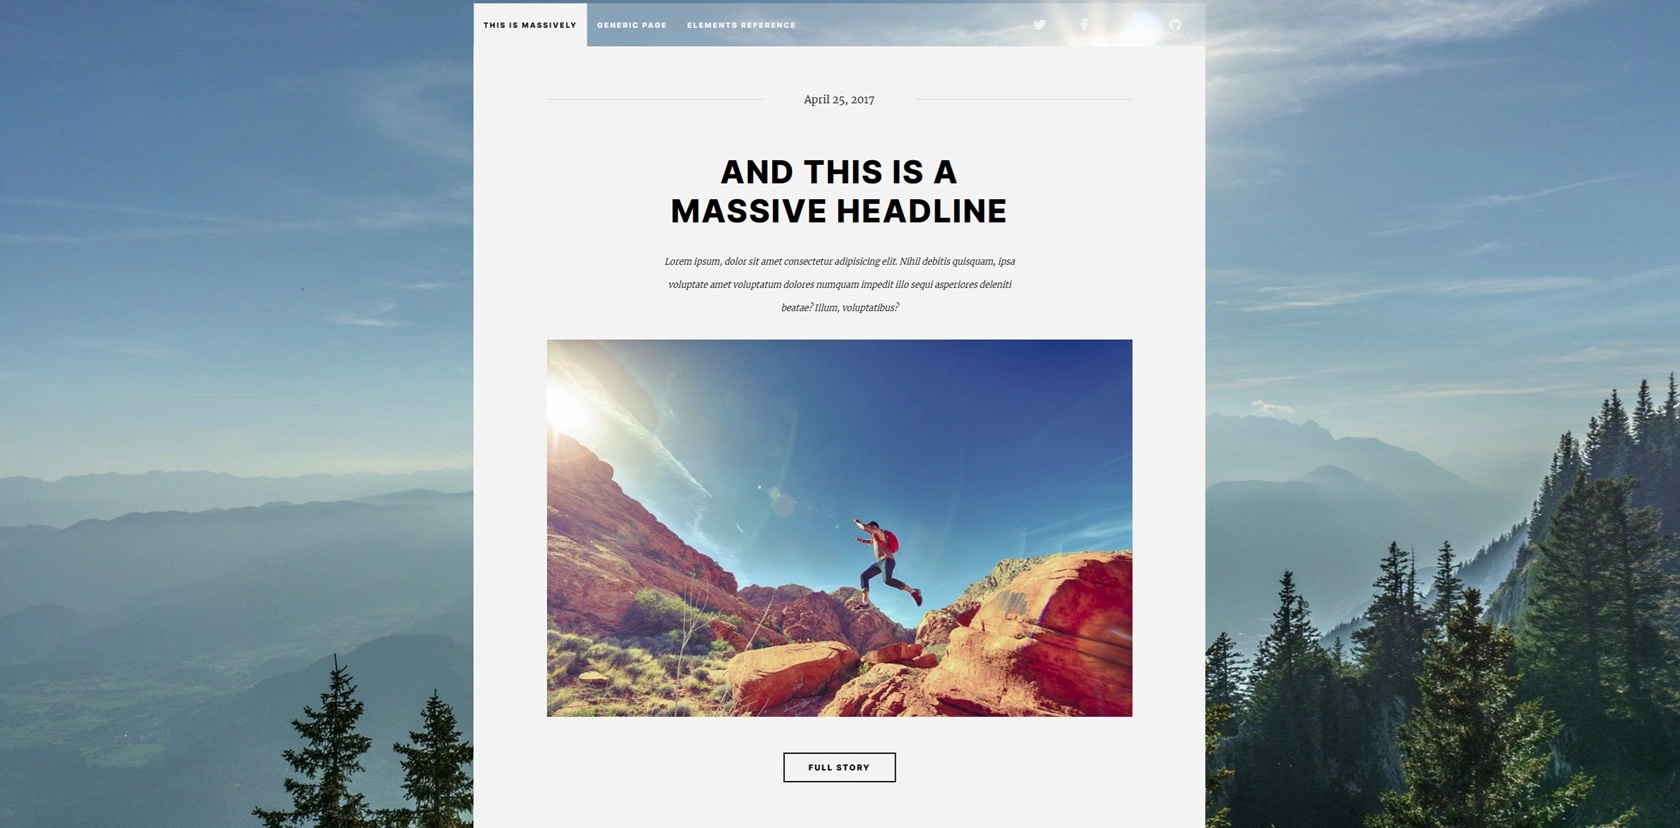 THIS IS MASSIVELY
GENERIC PAGE
ELEMENTS REFERENCE
April 25, 2017
AND THIS IS A
MASSIVE HEADLINE
Lorem ipsum, dolor sit amet consectetur adipisicing elit. Nihil debitis quisquam, ipsa
voluptate amet voluptatum dolores numquam impedit illo sequi asperiores deleniti
beatae? Illum, voluptatibus?
FULL STORY